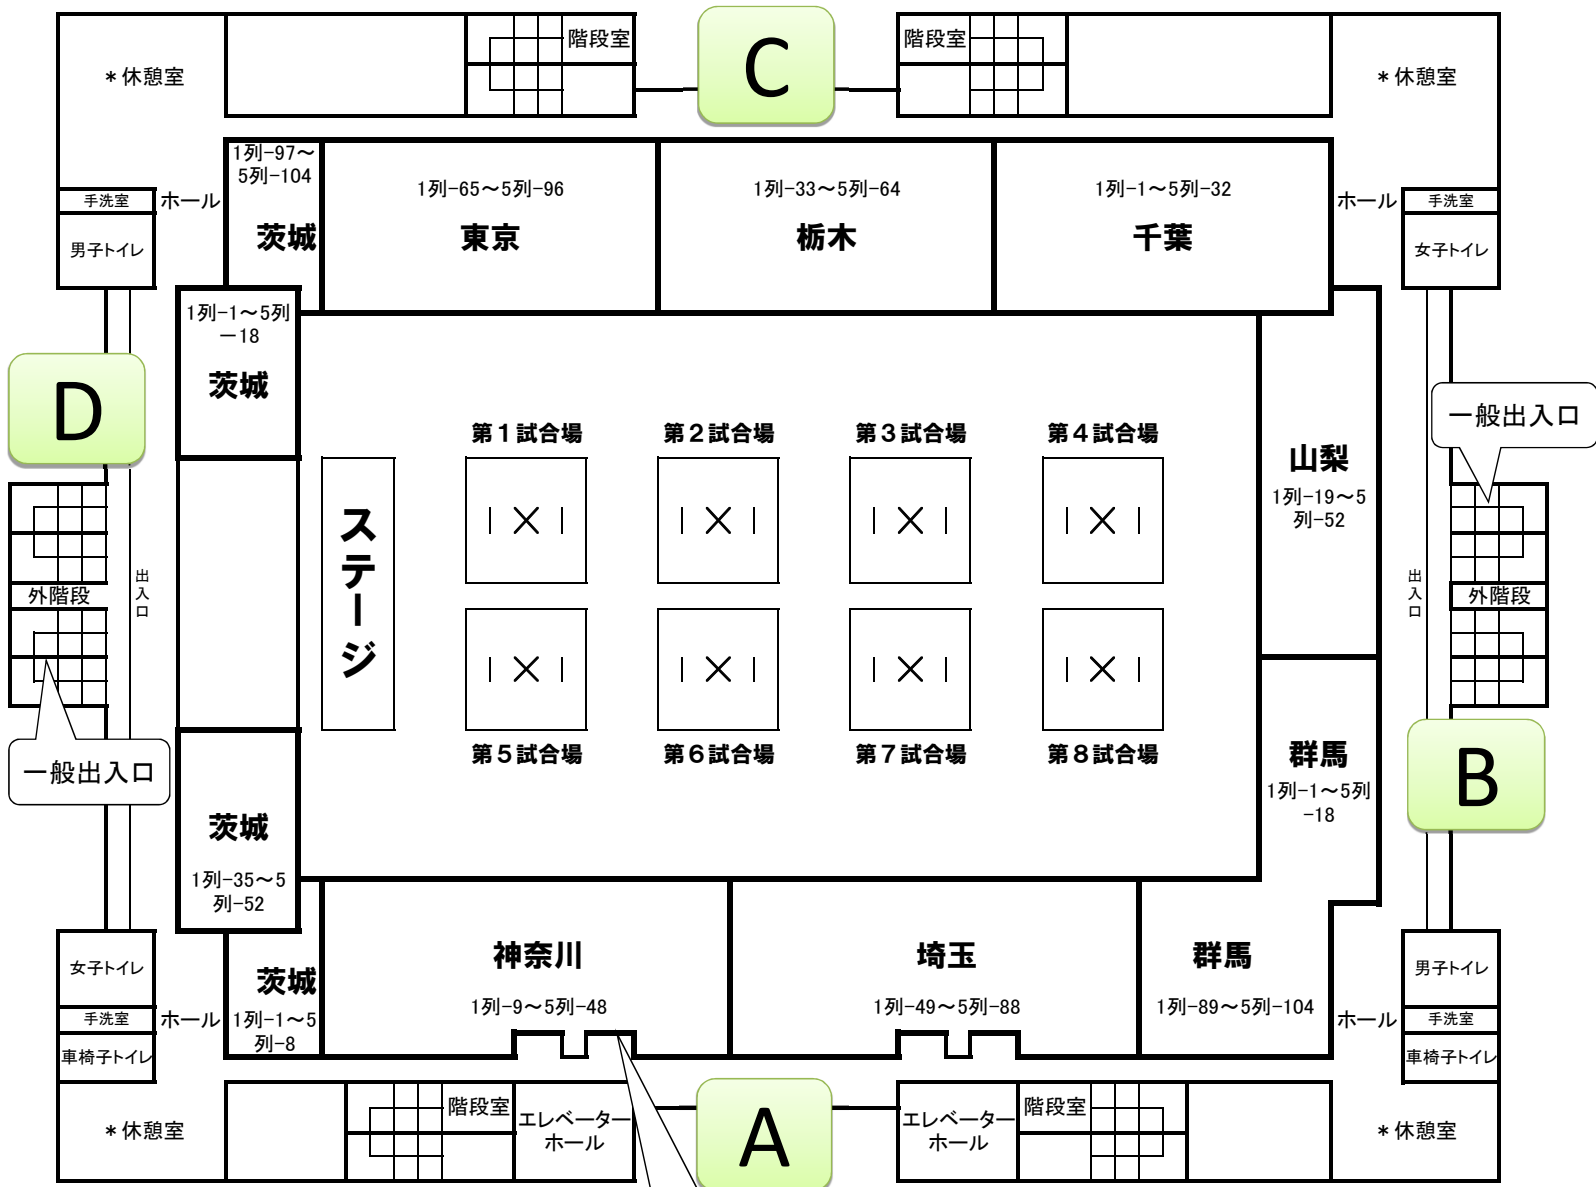 階段室
C
階段室
＊休憩室
＊休憩室
1列-97～
5列-104
茨城
1列-65～5列-96
東京
1列-33～5列-64
栃木
1列-1～5列-32
千葉
手洗室
ホール
男子トイレ
ホール
手洗室
女子トイレ
1列-1～5列
－18
茨城
D
一般出入口
第１試合場
第２試合場
第３試合場
第４試合場
山梨
1列-19～5
列-52
ステージ
出入口
外階段
出入口
外階段
第５試合場
第６試合場
第７試合場
第８試合場
一般出入口
群馬
1列-1～5列
-18
B
茨城
1列-35～5
列-52
神奈川
1列-9～5列-48
埼玉
1列-49～5列-88
群馬
1列-89～5列-104
茨城
1列-1～5
列-8
女子トイレ
手洗室
ホール
車椅子トイレ
男子トイレ
ホール
手洗室
車椅子トイレ
＊休憩室
階段室
エレベーター
ホール
A
エレベーター
ホール
階段室
＊休憩室